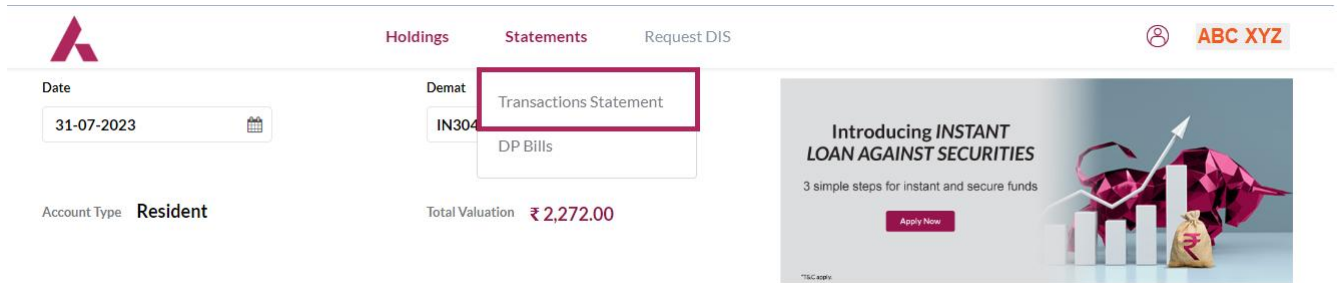 Holdings Statements Request DIS ABC XYZ
Date
31-07-2023
Demat
IN304
Transactions Statement
DP Bills
Account Type Resident
Total Valuation ₹ 2,272.00
Introducing INSTANT
LOAN AGAINST SECURITIES
3 simple steps for instant and secure funds
Apply Now
*T&C apply.